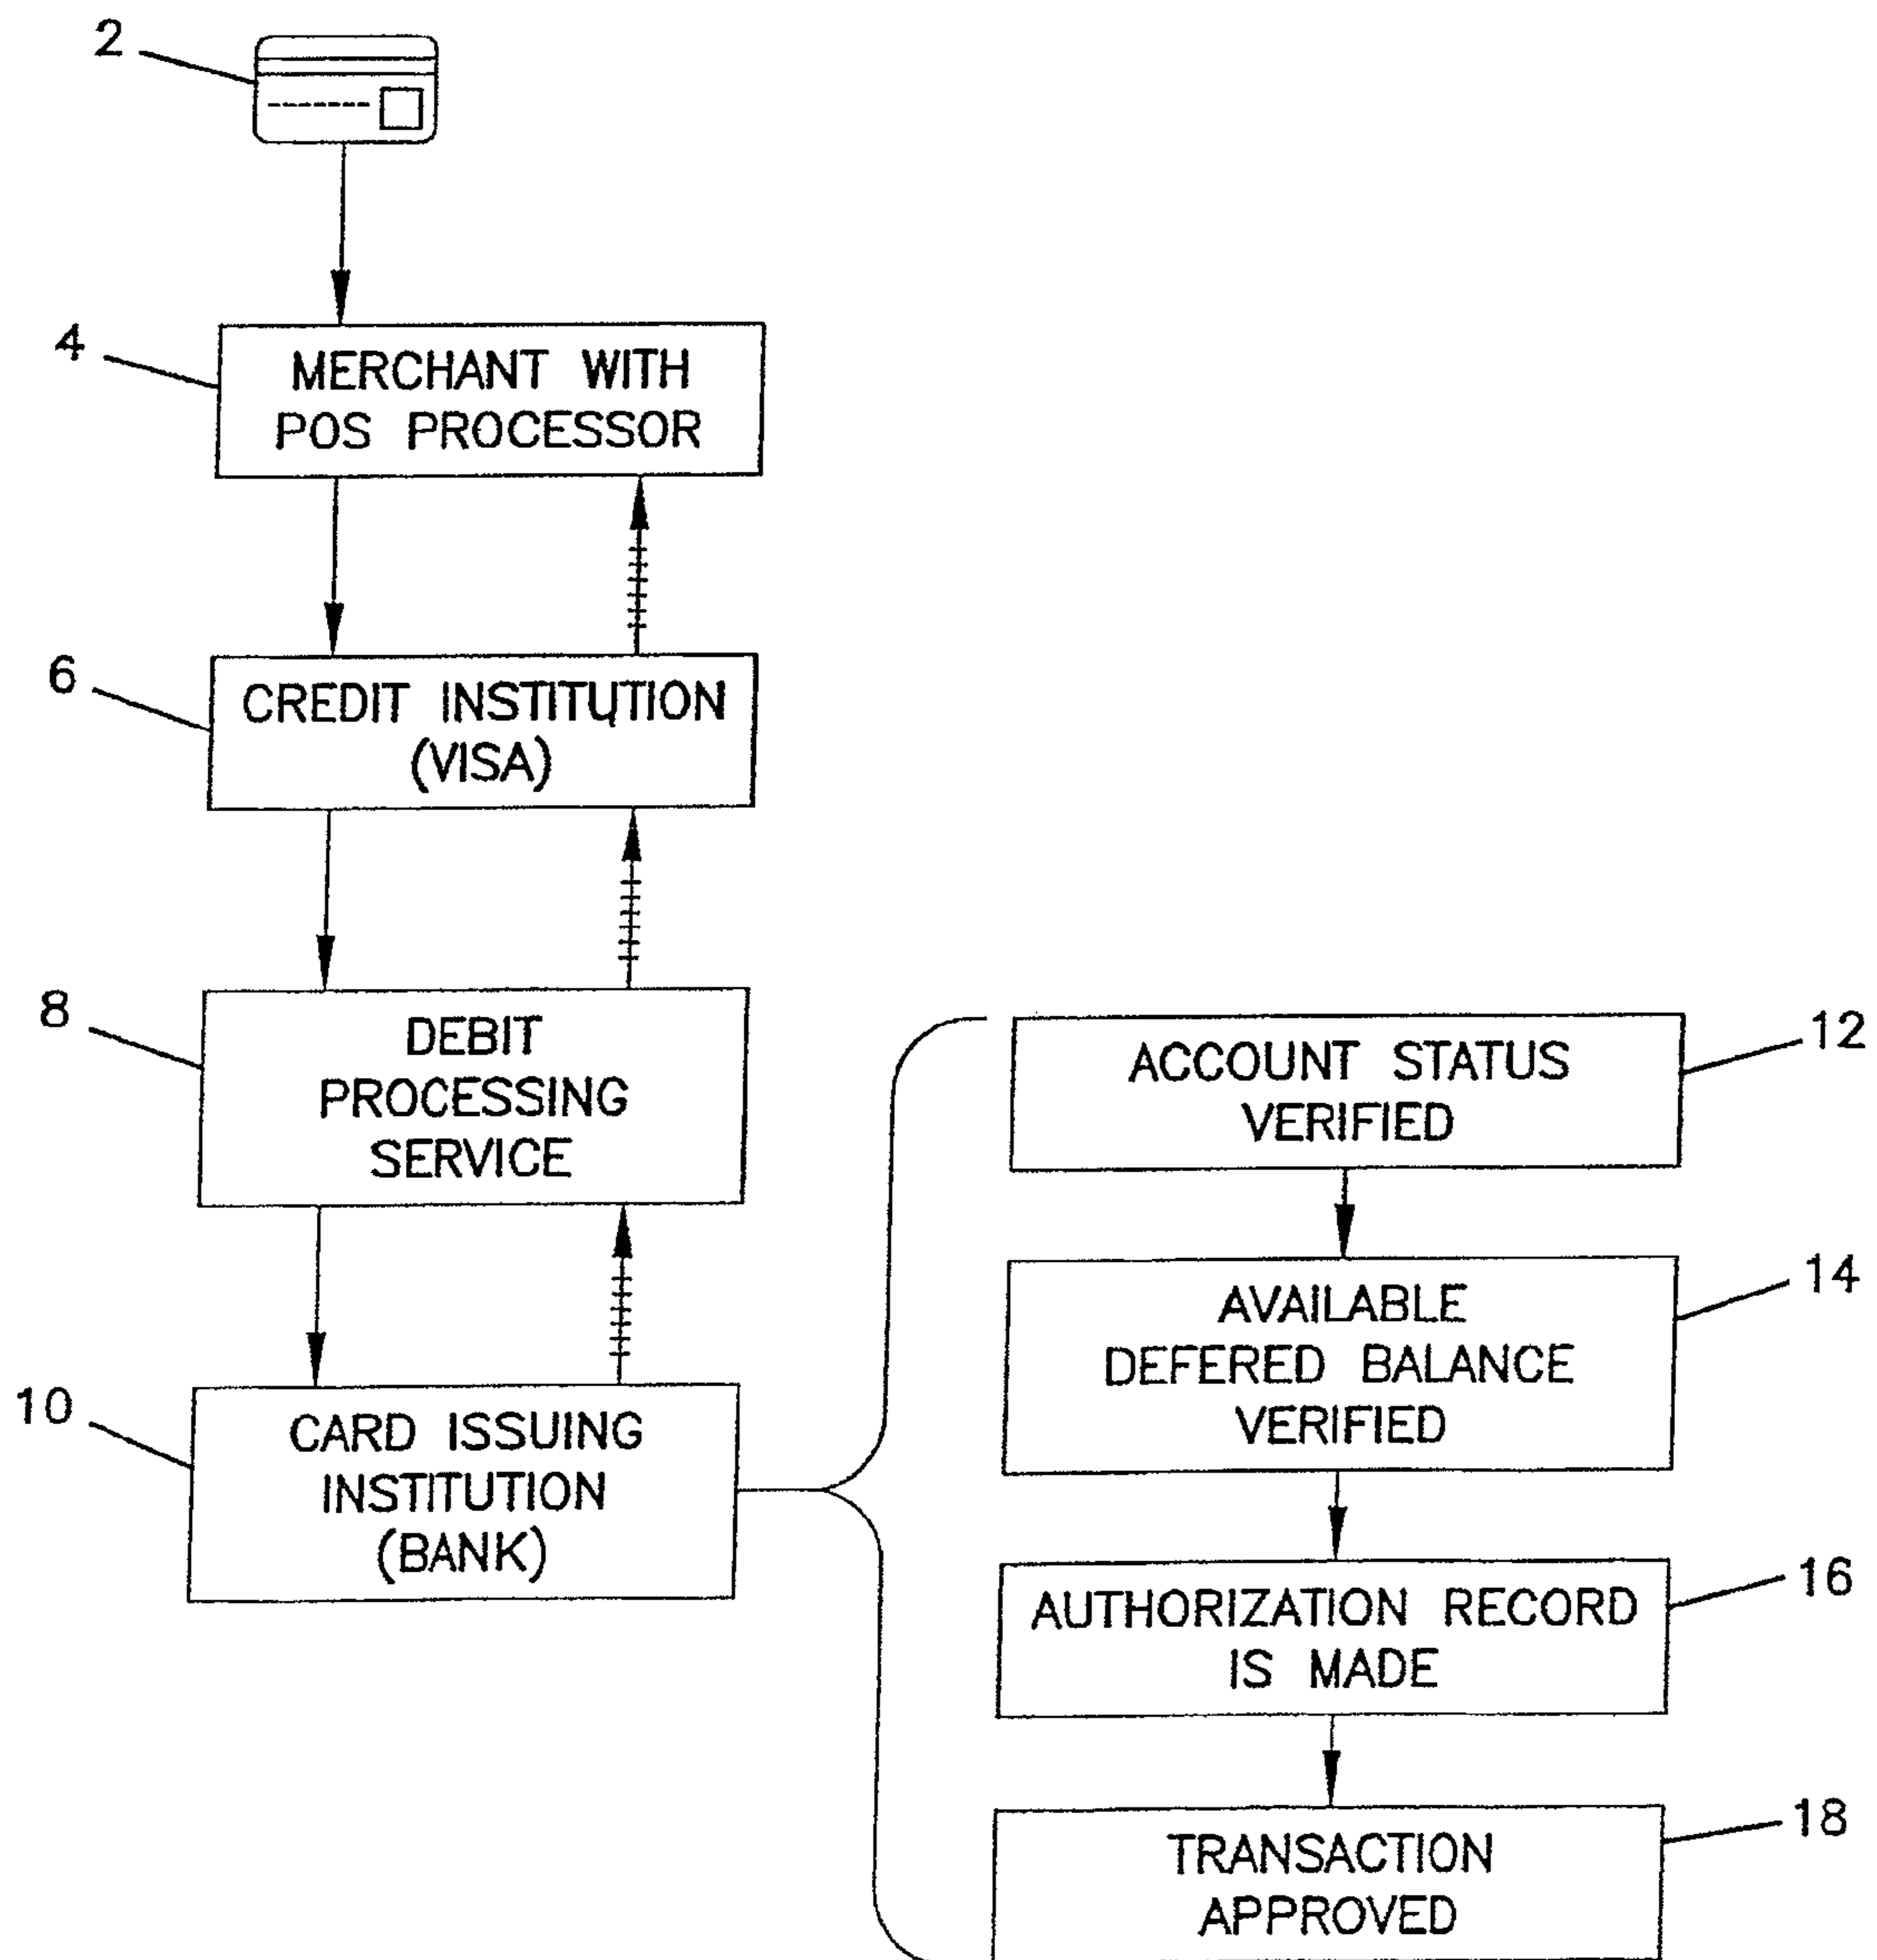 2
4
MERCHANT WITH
POS PROCESSOR
6
CREDIT INSTITUTION
(VISA)
8
DEBIT
PROCESSING
SERVICE
10
CARD ISSUING
INSTITUTION
(BANK)
12
ACCOUNT STATUS
VERIFIED
14
AVAILABLE
DEFERED BALANCE
VERIFIED
16
AUTHORIZATION RECORD
IS MADE
18
TRANSACTION
APPROVED